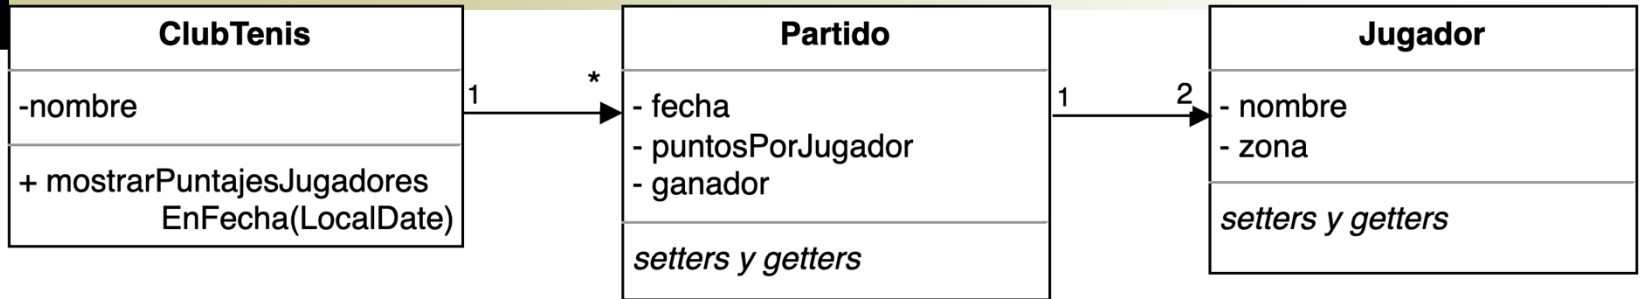 ClubTenis
-nombre
+ mostrarPuntajesJugadores
EnFecha(LocalDate)
1
*
Partido
- fecha
- puntosPorJugador
- ganador
setters y getters
1
2
Jugador
- nombre
- zona
setters y getters